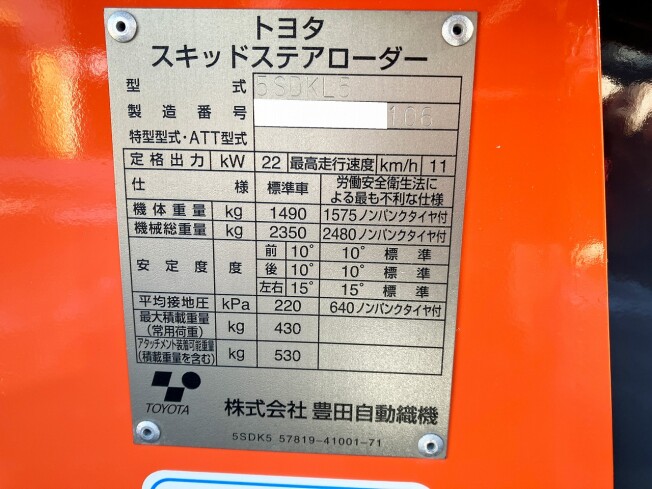 トヨタ
スキッドステアローダー
型式 5SDKL5
製造番号 106
特型型式・ATT型式
定格出力 kW 22 最高走行速度 km/h 11
仕様 標準車 労働安全衛生法による最も不利な仕様
機体重量 kg 1490 1575ノンパンクタイヤ付
機械総重量 kg 2350 2480ノンパンクタイヤ付
安定度 度 前 10° 10° 標準
後 10° 10° 標準
左右 15° 15° 標準
平均接地圧 kPa 220 640ノンパンクタイヤ付
最大積載重量(常用荷重) kg 430
アタッチメント装着可能重量(積載重量を含む) kg 530
TOYOTA 株式会社 豊田自動織機
5SDK5 57819-41001-71